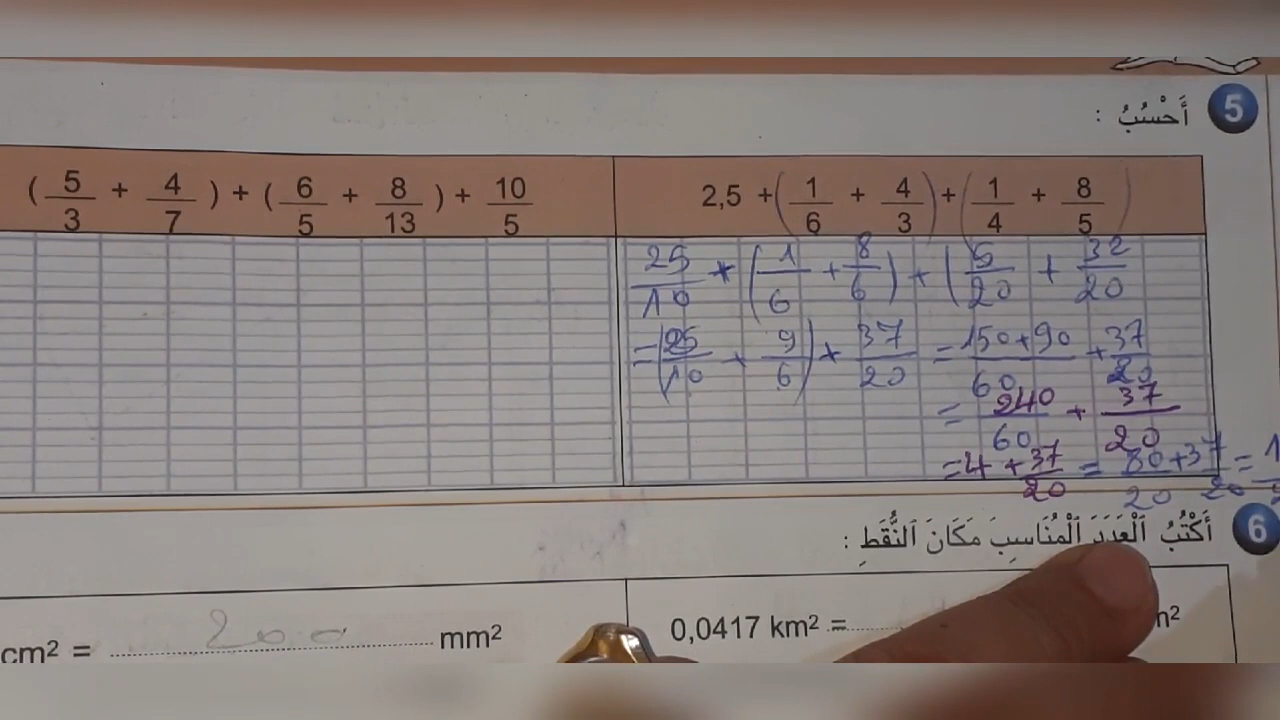 5 أَحْسُبُ :
(5/3 + 4/7) + (6/5 + 8/13) + 10/5
2,5 + (1/6 + 4/3) + (1/4 + 8/5)
25/10 + (1/6 + 8/6) + (5/20 + 32/20)
= (25/10 + 9/6) + 37/20 = 150+90/60 + 37/20
= 240/60 + 37/20
= 4 + 37/20 = 80+37/20 =
6 أَكْتُبُ ٱلْعَدَدَ ٱلْمُنَاسِبَ مَكَانَ ٱلنُّقَطِ :
cm² = 200 mm²
0,0417 km² =